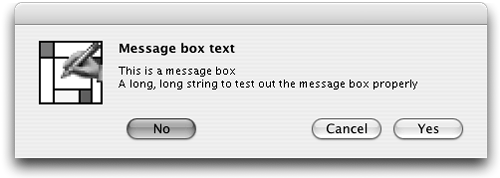 Message box text
This is a message box
A long, long string to test out the message box properly
No
Cancel
Yes